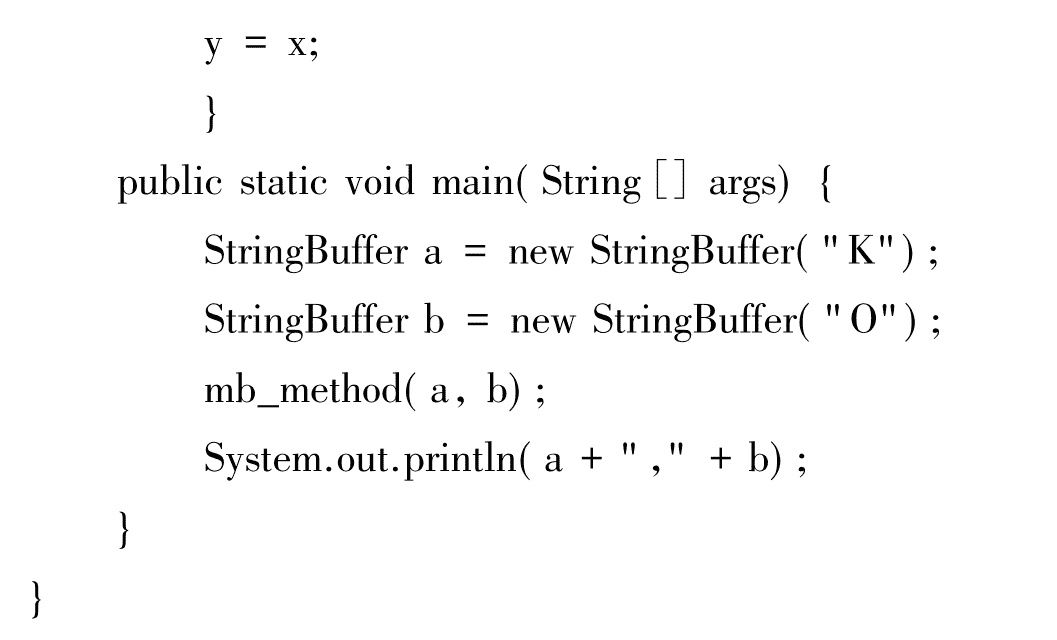 y = x;
}
public static void main(String[] args) {
StringBuffer a = new StringBuffer("K");
StringBuffer b = new StringBuffer("O");
mb_method(a, b);
System.out.println(a + "," + b);
}
}